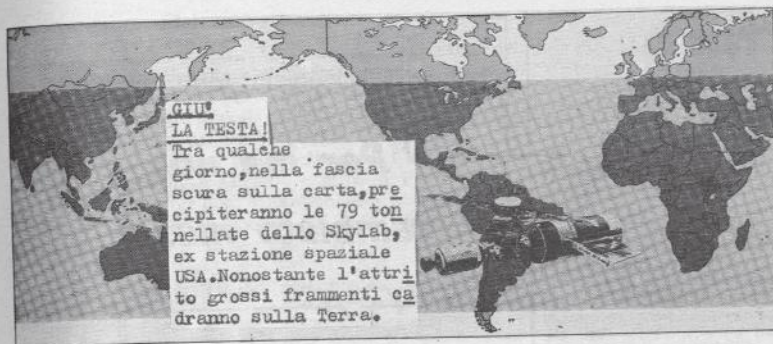 GIU'
LA TESTA!
Tra qualche
giorno,nella fascia
scura sulla carta,pre
cipiteranno le 79 ton
nellate dello Skylab,
ex stazione spaziale
USA.Nonostante l'attri
to grossi frammenti ca
dranno sulla Terra.